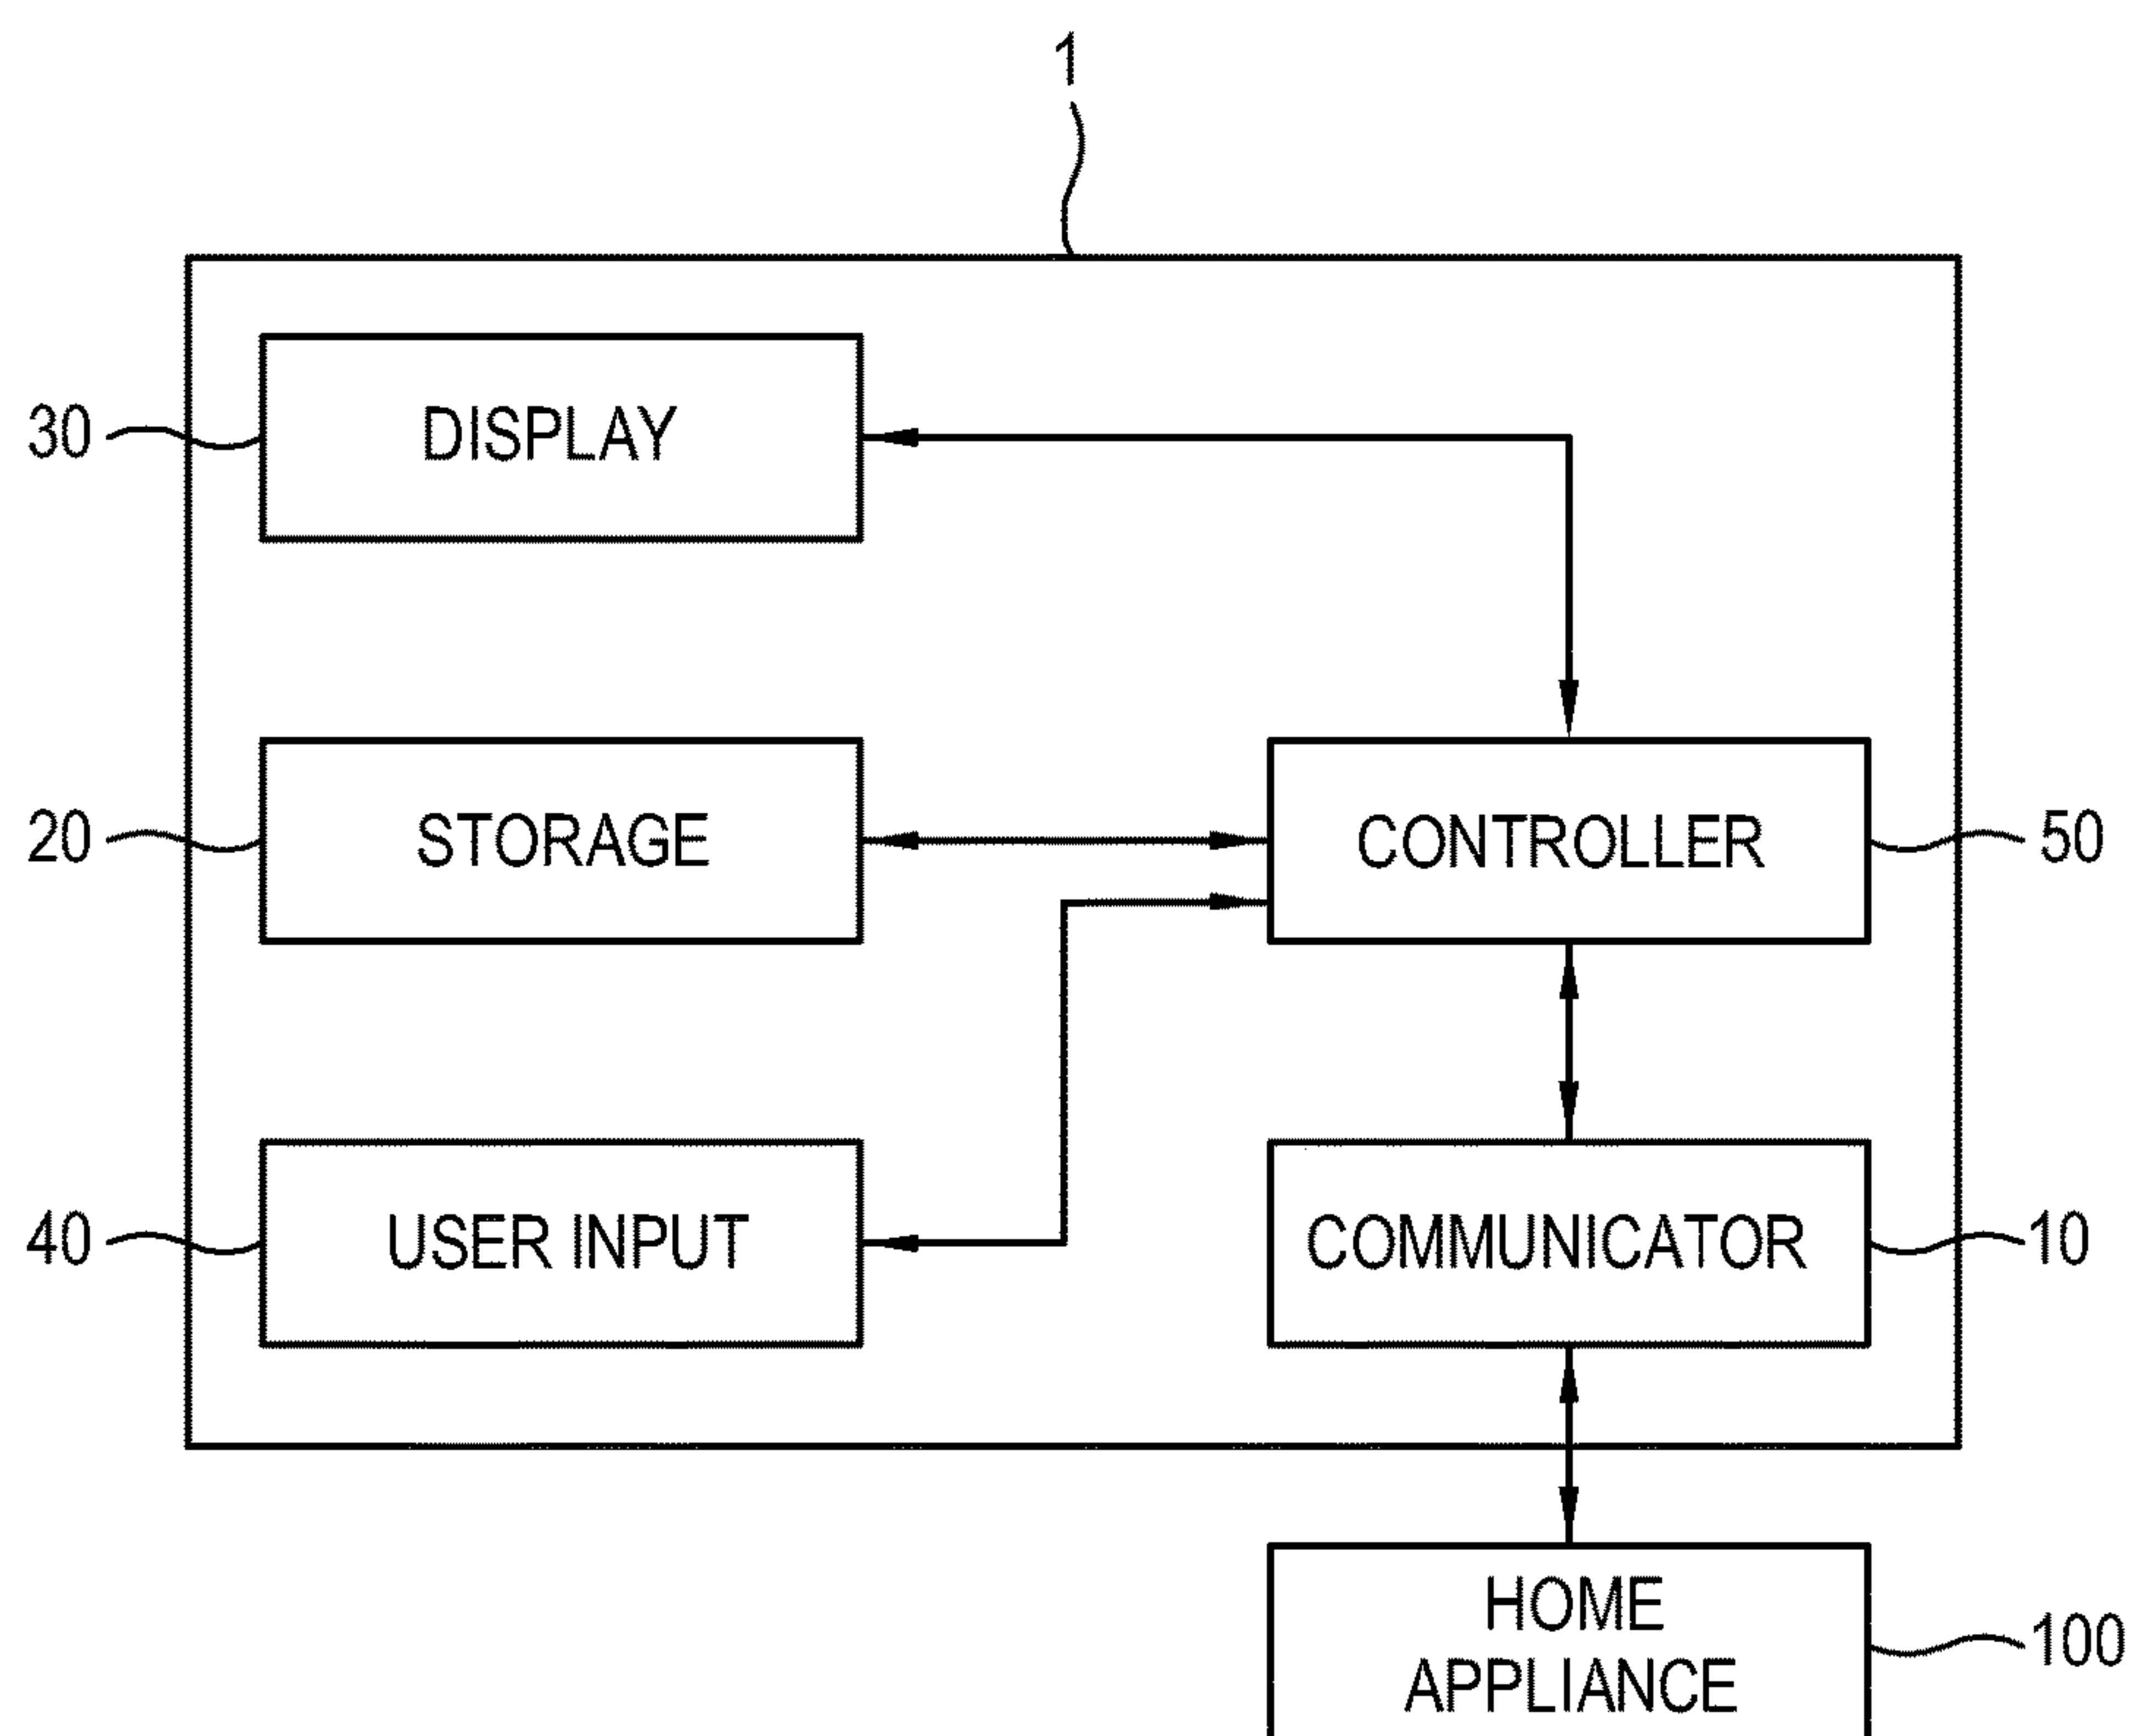 1
30
DISPLAY
20
STORAGE
CONTROLLER
50
40
USER INPUT
COMMUNICATOR
10
HOME
APPLIANCE
100